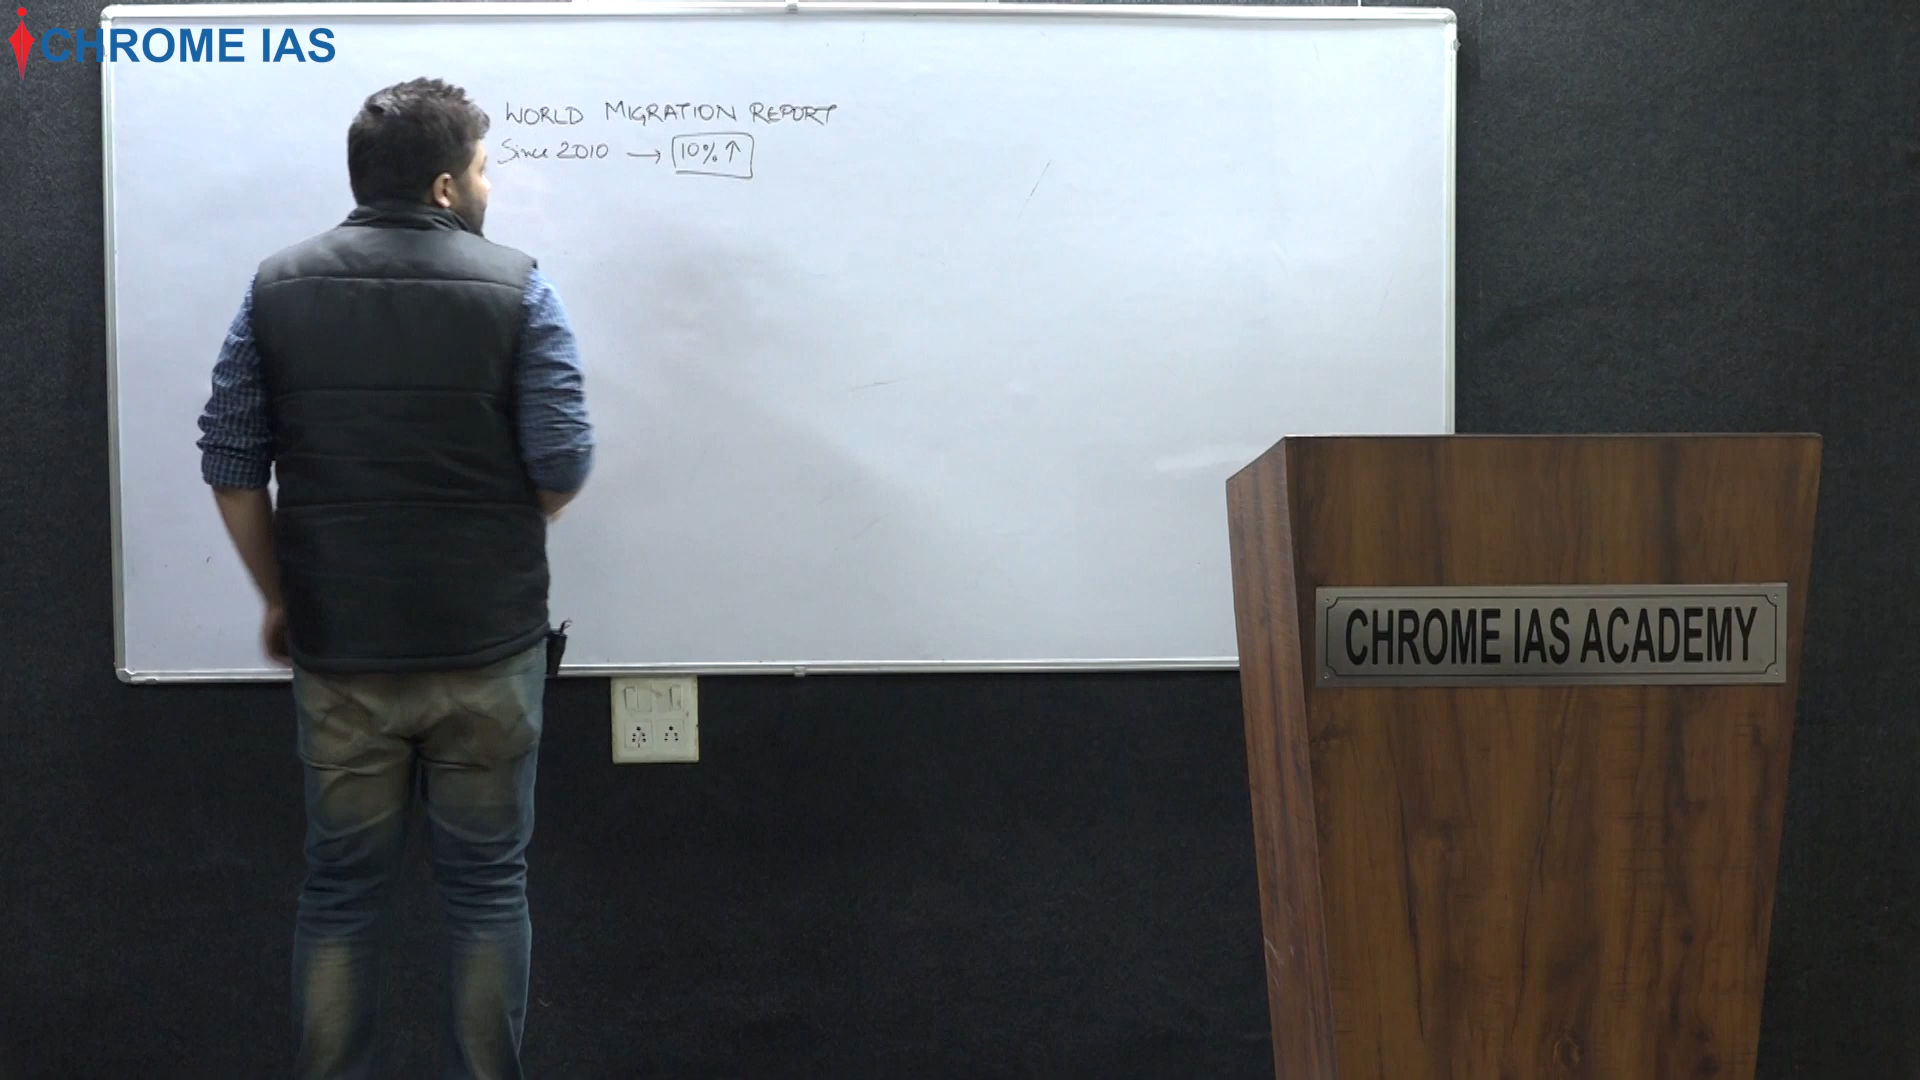 CHROME IAS
WORLD MIGRATION REPORT
Since 2010 → 10% ↑
CHROME IAS ACADEMY